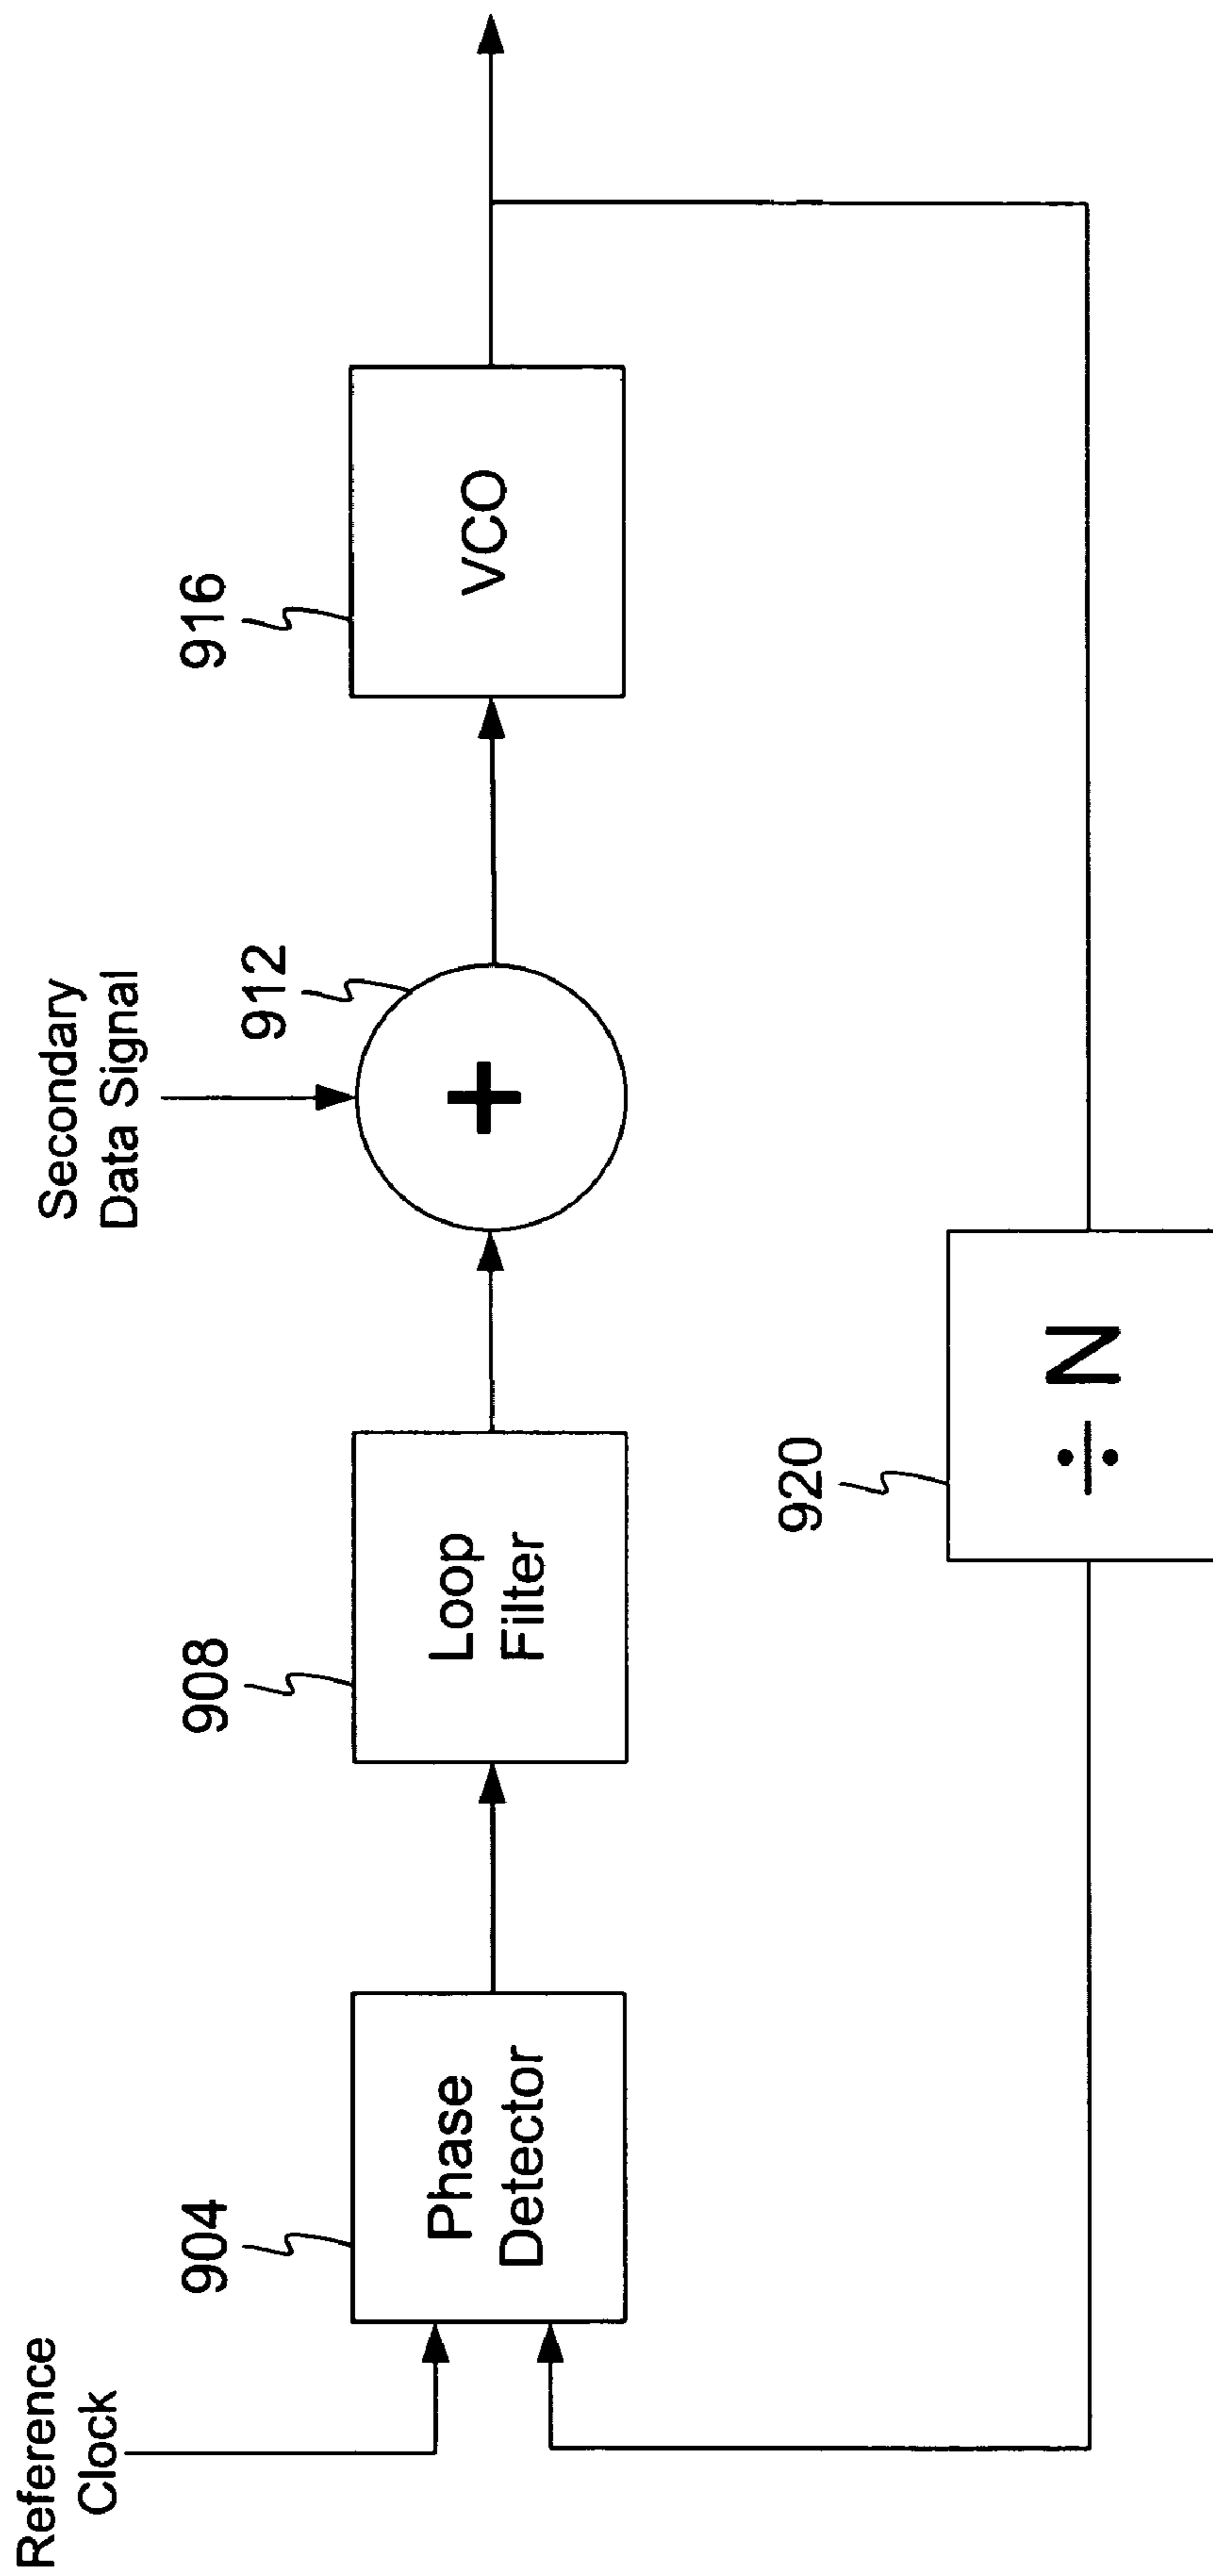 Reference
Clock
904
Phase
Detector
908
Loop
Filter
Secondary
Data Signal
912
+
916
VCO
920
÷ N